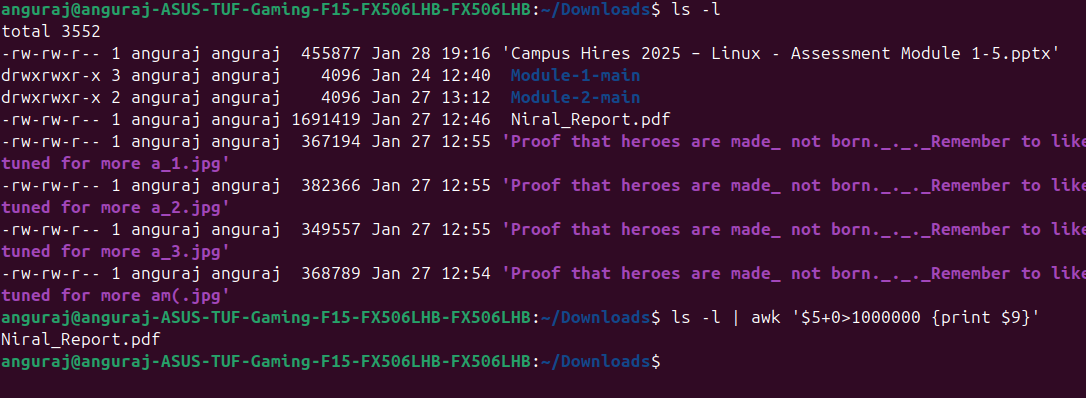 anguraj@anguraj-ASUS-TUF-Gaming-F15-FX506LHB-FX506LHB:~/Downloads$ ls -l
total 3552
-rw-rw-r-- 1 anguraj anguraj  455877 Jan 28 19:16 'Campus Hires 2025 – Linux - Assessment Module 1-5.pptx'
drwxrwxr-x 3 anguraj anguraj    4096 Jan 24 12:40  Module-1-main
drwxrwxr-x 2 anguraj anguraj    4096 Jan 27 13:12  Module-2-main
-rw-rw-r-- 1 anguraj anguraj 1691419 Jan 27 12:46  Niral_Report.pdf
-rw-rw-r-- 1 anguraj anguraj  367194 Jan 27 12:55 'Proof that heroes are made_ not born._._._Remember to like
tuned for more a_1.jpg'
-rw-rw-r-- 1 anguraj anguraj  382366 Jan 27 12:55 'Proof that heroes are made_ not born._._._Remember to like
tuned for more a_2.jpg'
-rw-rw-r-- 1 anguraj anguraj  349557 Jan 27 12:55 'Proof that heroes are made_ not born._._._Remember to like
tuned for more a_3.jpg'
-rw-rw-r-- 1 anguraj anguraj  368789 Jan 27 12:54 'Proof that heroes are made_ not born._._._Remember to like
tuned for more am(.jpg'
anguraj@anguraj-ASUS-TUF-Gaming-F15-FX506LHB-FX506LHB:~/Downloads$ ls -l | awk '$5+0>1000000 {print $9}'
Niral_Report.pdf
anguraj@anguraj-ASUS-TUF-Gaming-F15-FX506LHB-FX506LHB:~/Downloads$